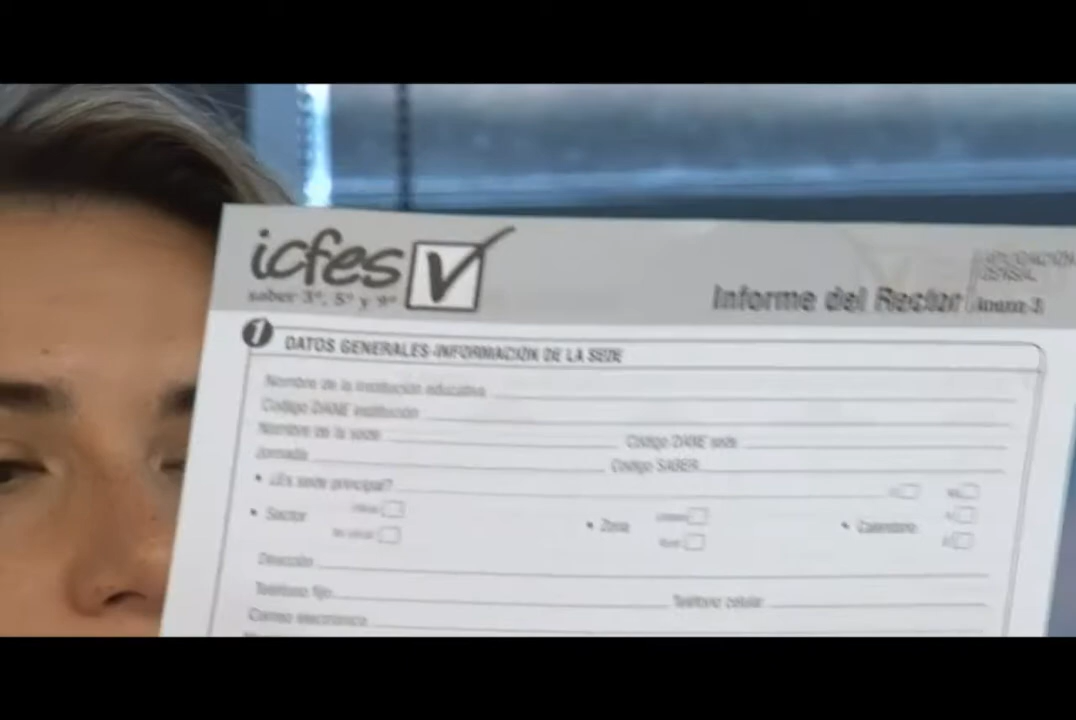 icfes
saber 3°, 5° y 9°
Informe del Rector Anexo 3
1 DATOS GENERALES-INFORMACIÓN DE LA SEDE
Nombre de la institución educativa
Código DANE institución
Nombre de la sede
Código DANE sede
Jornada
Código SABER
• ¿Es sede principal?
• Sector
• Zona
• Calendario
Dirección
Teléfono fijo
Teléfono celular
Correo electrónico